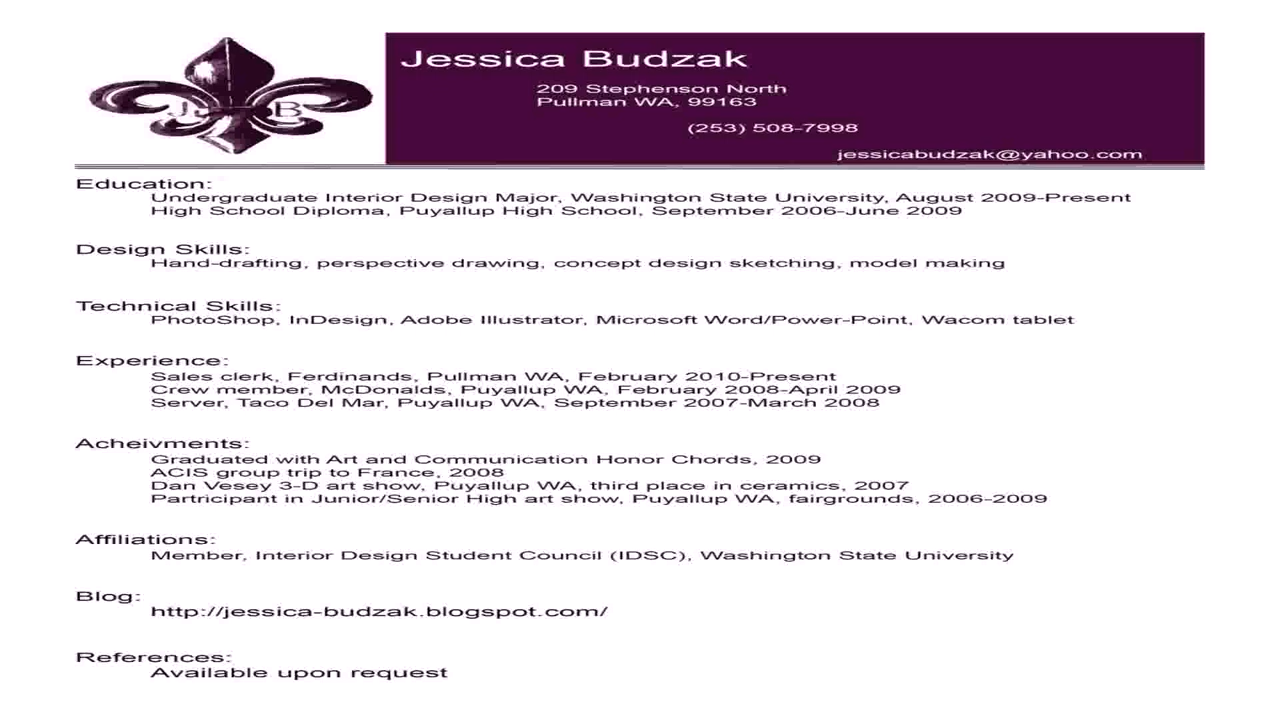 J B
Jessica Budzak
209 Stephenson North
Pullman WA, 99163
(253) 508-7998
jessicabudzak@yahoo.com
Education:
Undergraduate Interior Design Major, Washington State University, August 2009-Present
High School Diploma, Puyallup High School, September 2006-June 2009
Design Skills:
Hand-drafting, perspective drawing, concept design sketching, model making
Technical Skills:
PhotoShop, InDesign, Adobe Illustrator, Microsoft Word/Power-Point, Wacom tablet
Experience:
Sales clerk, Ferdinands, Pullman WA, February 2010-Present
Crew member, McDonalds, Puyallup WA, February 2008-April 2009
Server, Taco Del Mar, Puyallup WA, September 2007-March 2008
Acheivments:
Graduated with Art and Communication Honor Chords, 2009
ACIS group trip to France, 2008
Dan Vesey 3-D art show, Puyallup WA, third place in ceramics, 2007
Partricipant in Junior/Senior High art show, Puyallup WA, fairgrounds, 2006-2009
Affiliations:
Member, Interior Design Student Council (IDSC), Washington State University
Blog:
http://jessica-budzak.blogspot.com/
References:
Available upon request